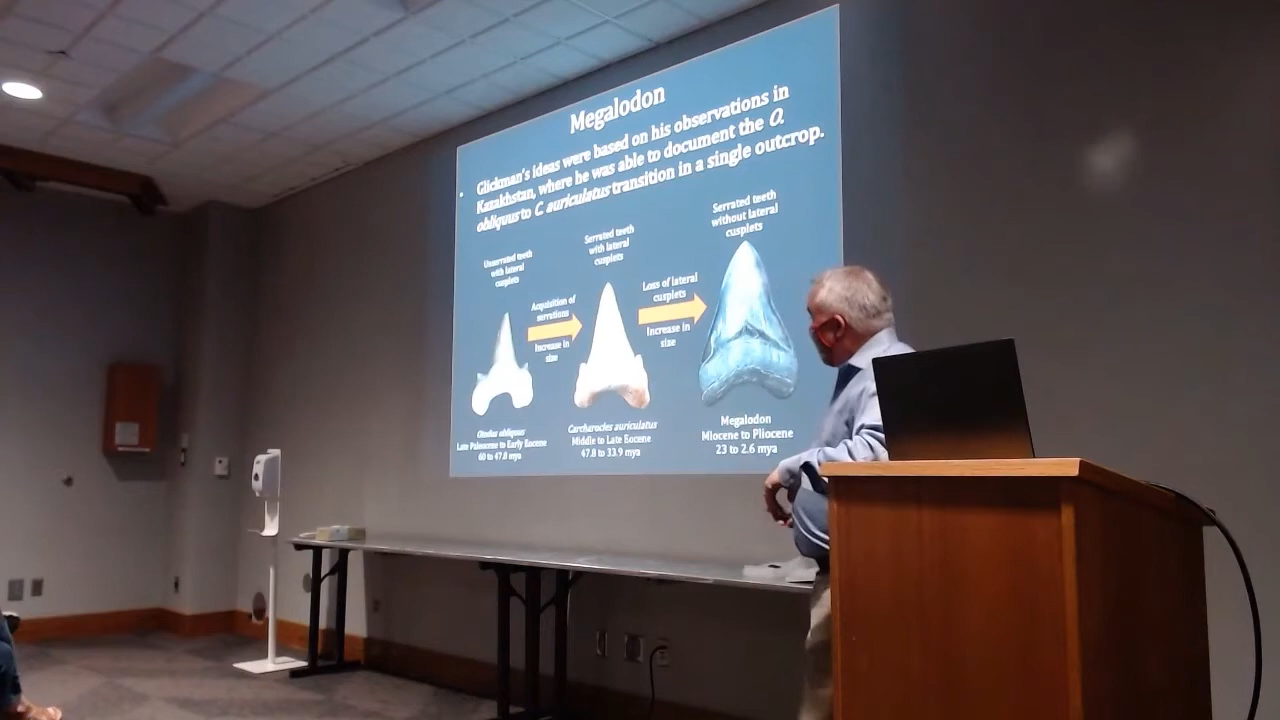 Megalodon
• Glickman's ideas were based on his observations in
Kazakhstan, where he was able to document the O.
obliquus to C. auriculatus transition in a single outcrop.
Unserrated teeth
with lateral
cusplets
Acquisition of
serrations
Increase in
size
Serrated teeth
with lateral
cusplets
Loss of lateral
cusplets
Increase in
size
Serrated teeth
without lateral
cusplets
Otodus obliquus
Late Paleocene to Early Eocene
60 to 47.8 mya
Carcharocles auriculatus
Middle to Late Eocene
47.8 to 33.9 mya
Megalodon
Miocene to Pliocene
23 to 2.6 mya